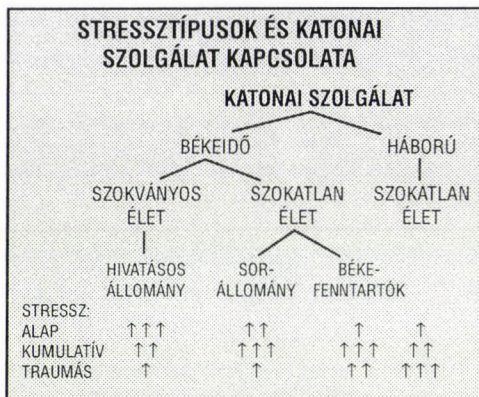 STRESSZTÍPUSOK ÉS KATONAI
SZOLGÁLAT KAPCSOLATA
KATONAI SZOLGÁLAT
BÉKEIDŐ HÁBORÚ
SZOKVÁNYOS SZOKATLAN SZOKATLAN
ÉLET ÉLET ÉLET
HIVATÁSOS SOR- BÉKE-
ÁLLOMÁNY ÁLLOMÁNY FENNTARTÓK
STRESSZ:
ALAP ↑↑↑ ↑↑ ↑ ↑
KUMULATÍV ↑↑ ↑↑↑ ↑↑↑ ↑↑
TRAUMÁS ↑ ↑ ↑↑ ↑↑↑